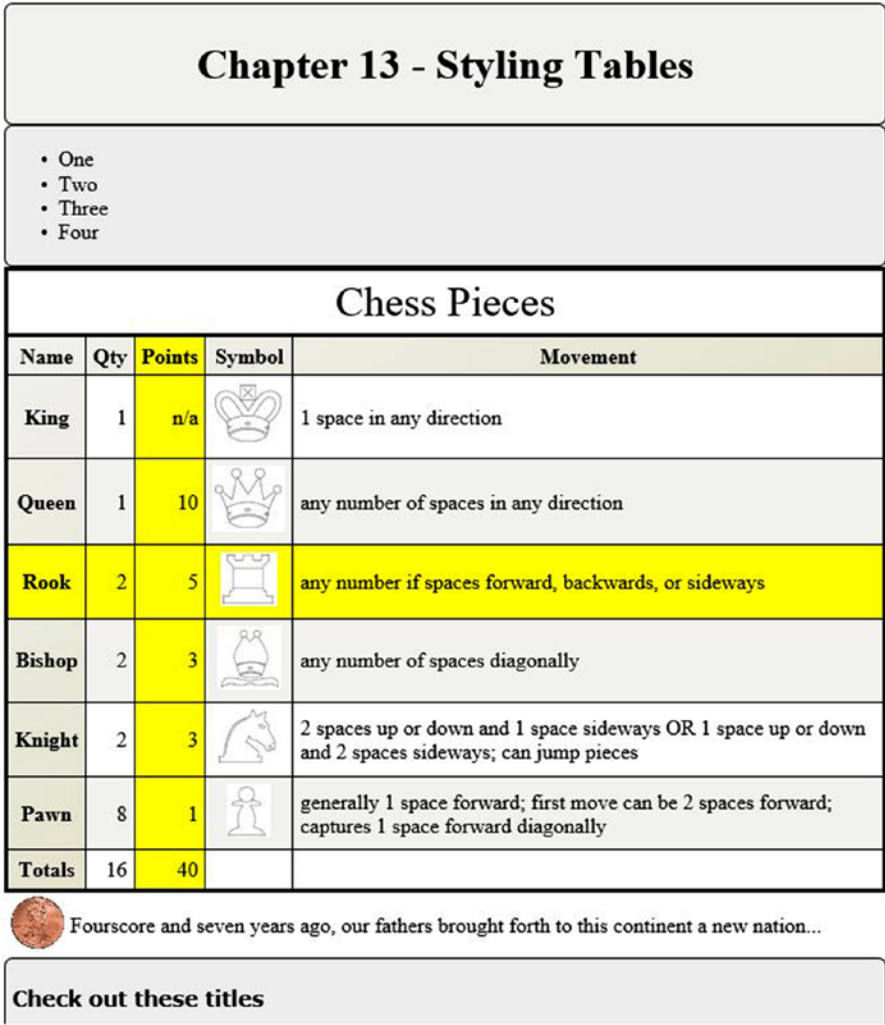 Chapter 13 - Styling Tables
• One
• Two
• Three
• Four
Chess Pieces
Name Qty Points Symbol Movement
King 1 n/a 1 space in any direction
Queen 1 10 any number of spaces in any direction
Rook 2 5 any number if spaces forward, backwards, or sideways
Bishop 2 3 any number of spaces diagonally
Knight 2 3 2 spaces up or down and 1 space sideways OR 1 space up or down
and 2 spaces sideways; can jump pieces
Pawn 8 1 generally 1 space forward; first move can be 2 spaces forward;
captures 1 space forward diagonally
Totals 16 40
Fourscore and seven years ago, our fathers brought forth to this continent a new nation...
Check out these titles